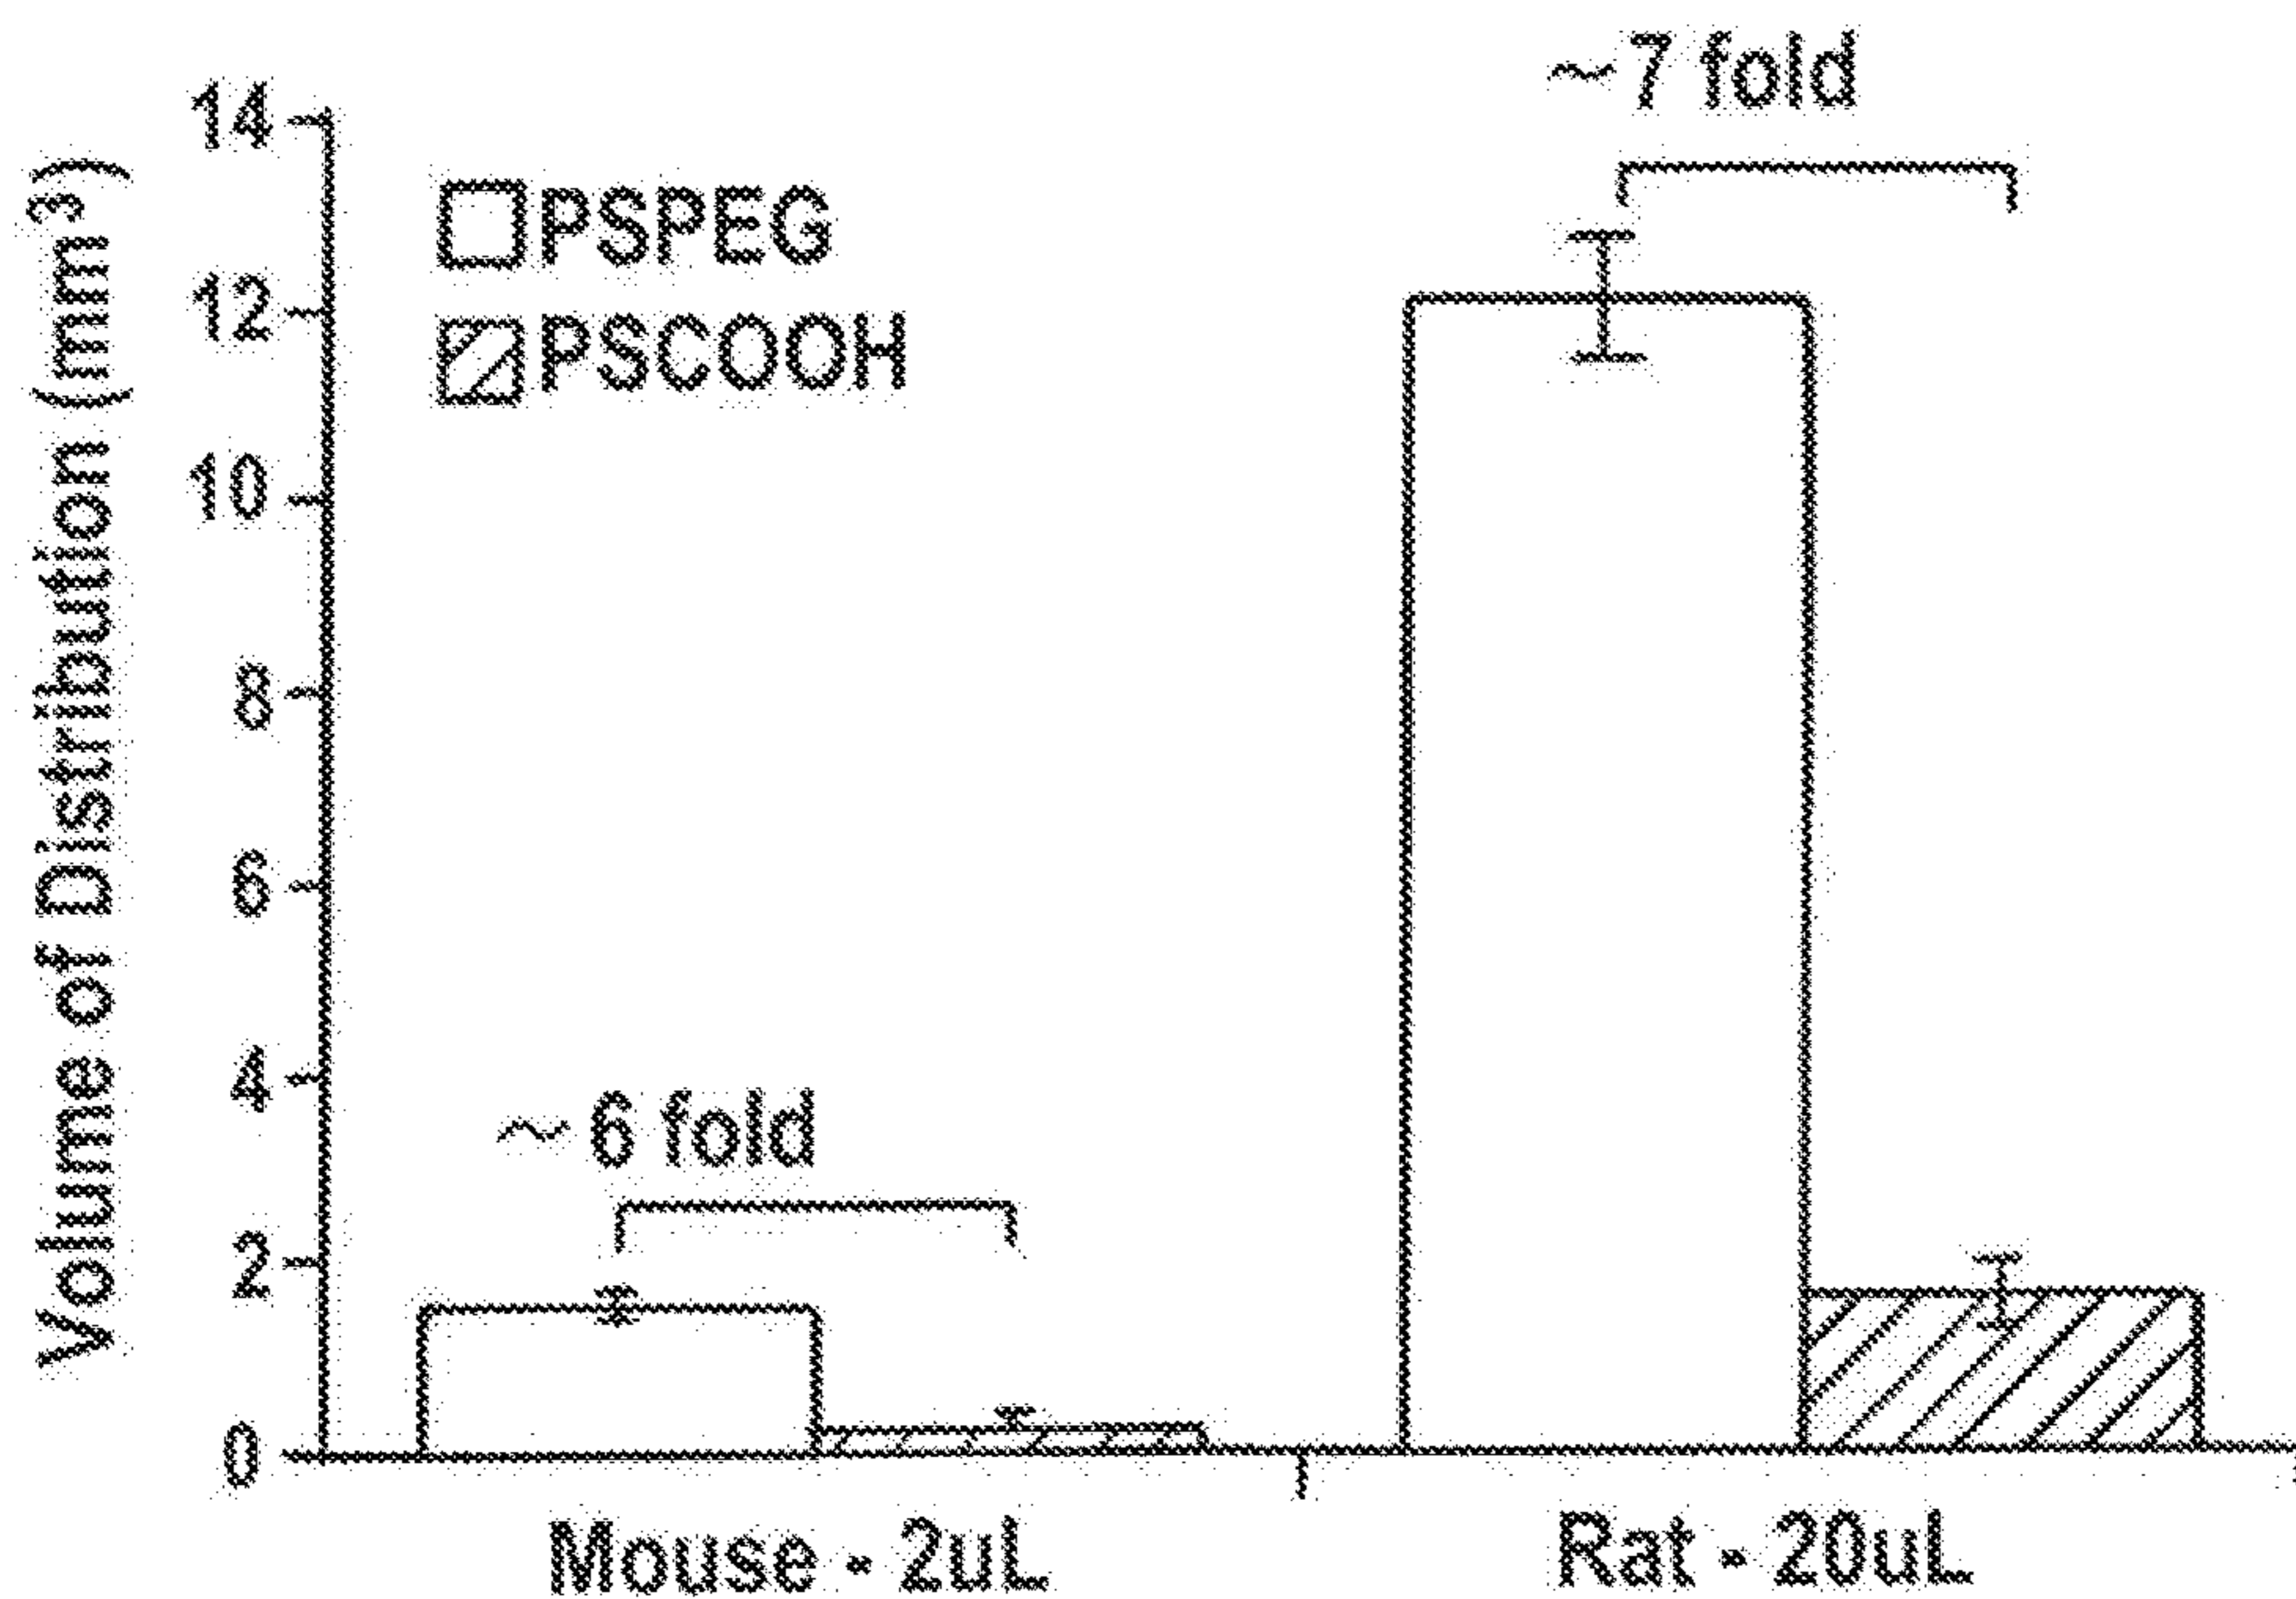 ~7 fold
14
PSPEG
12
PSCOOH
10
8
6
4
~ 6 fold
2
0
Volume of Distribution (mm³)
Mouse - 2uL
Rat - 20uL